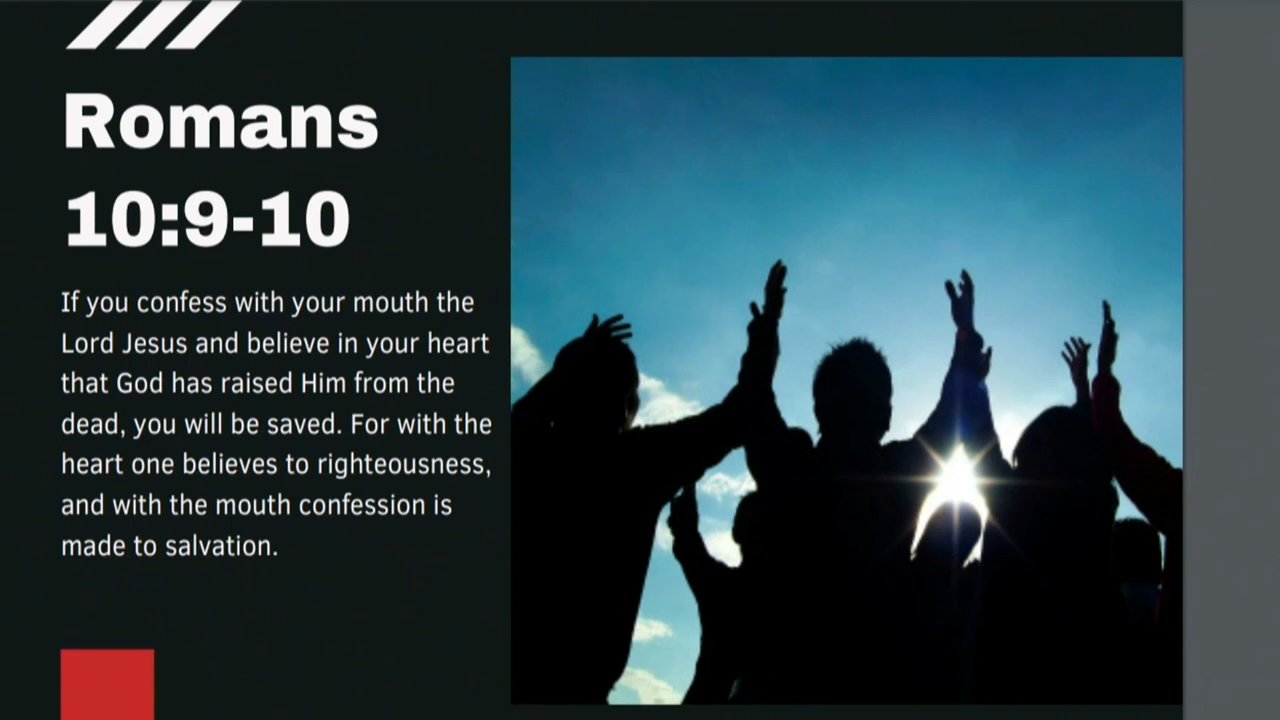 Romans
10:9-10
If you confess with your mouth the
Lord Jesus and believe in your heart
that God has raised Him from the
dead, you will be saved. For with the
heart one believes to righteousness,
and with the mouth confession is
made to salvation.